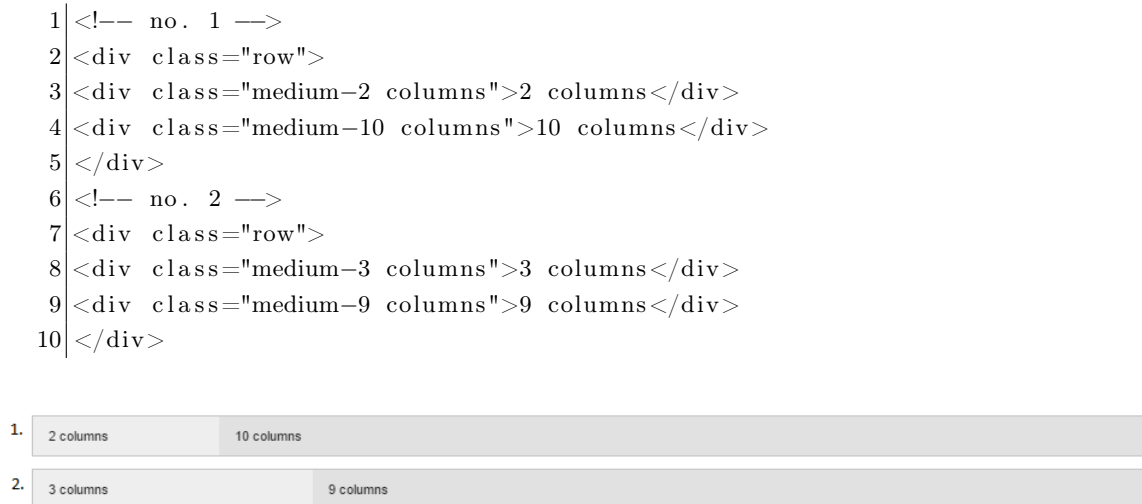 1 <!-- no. 1 -->
2 <div class="row">
3 <div class="medium-2 columns">2 columns</div>
4 <div class="medium-10 columns">10 columns</div>
5 </div>
6 <!-- no. 2 -->
7 <div class="row">
8 <div class="medium-3 columns">3 columns</div>
9 <div class="medium-9 columns">9 columns</div>
10 </div>
1. 2 columns 10 columns
2. 3 columns 9 columns